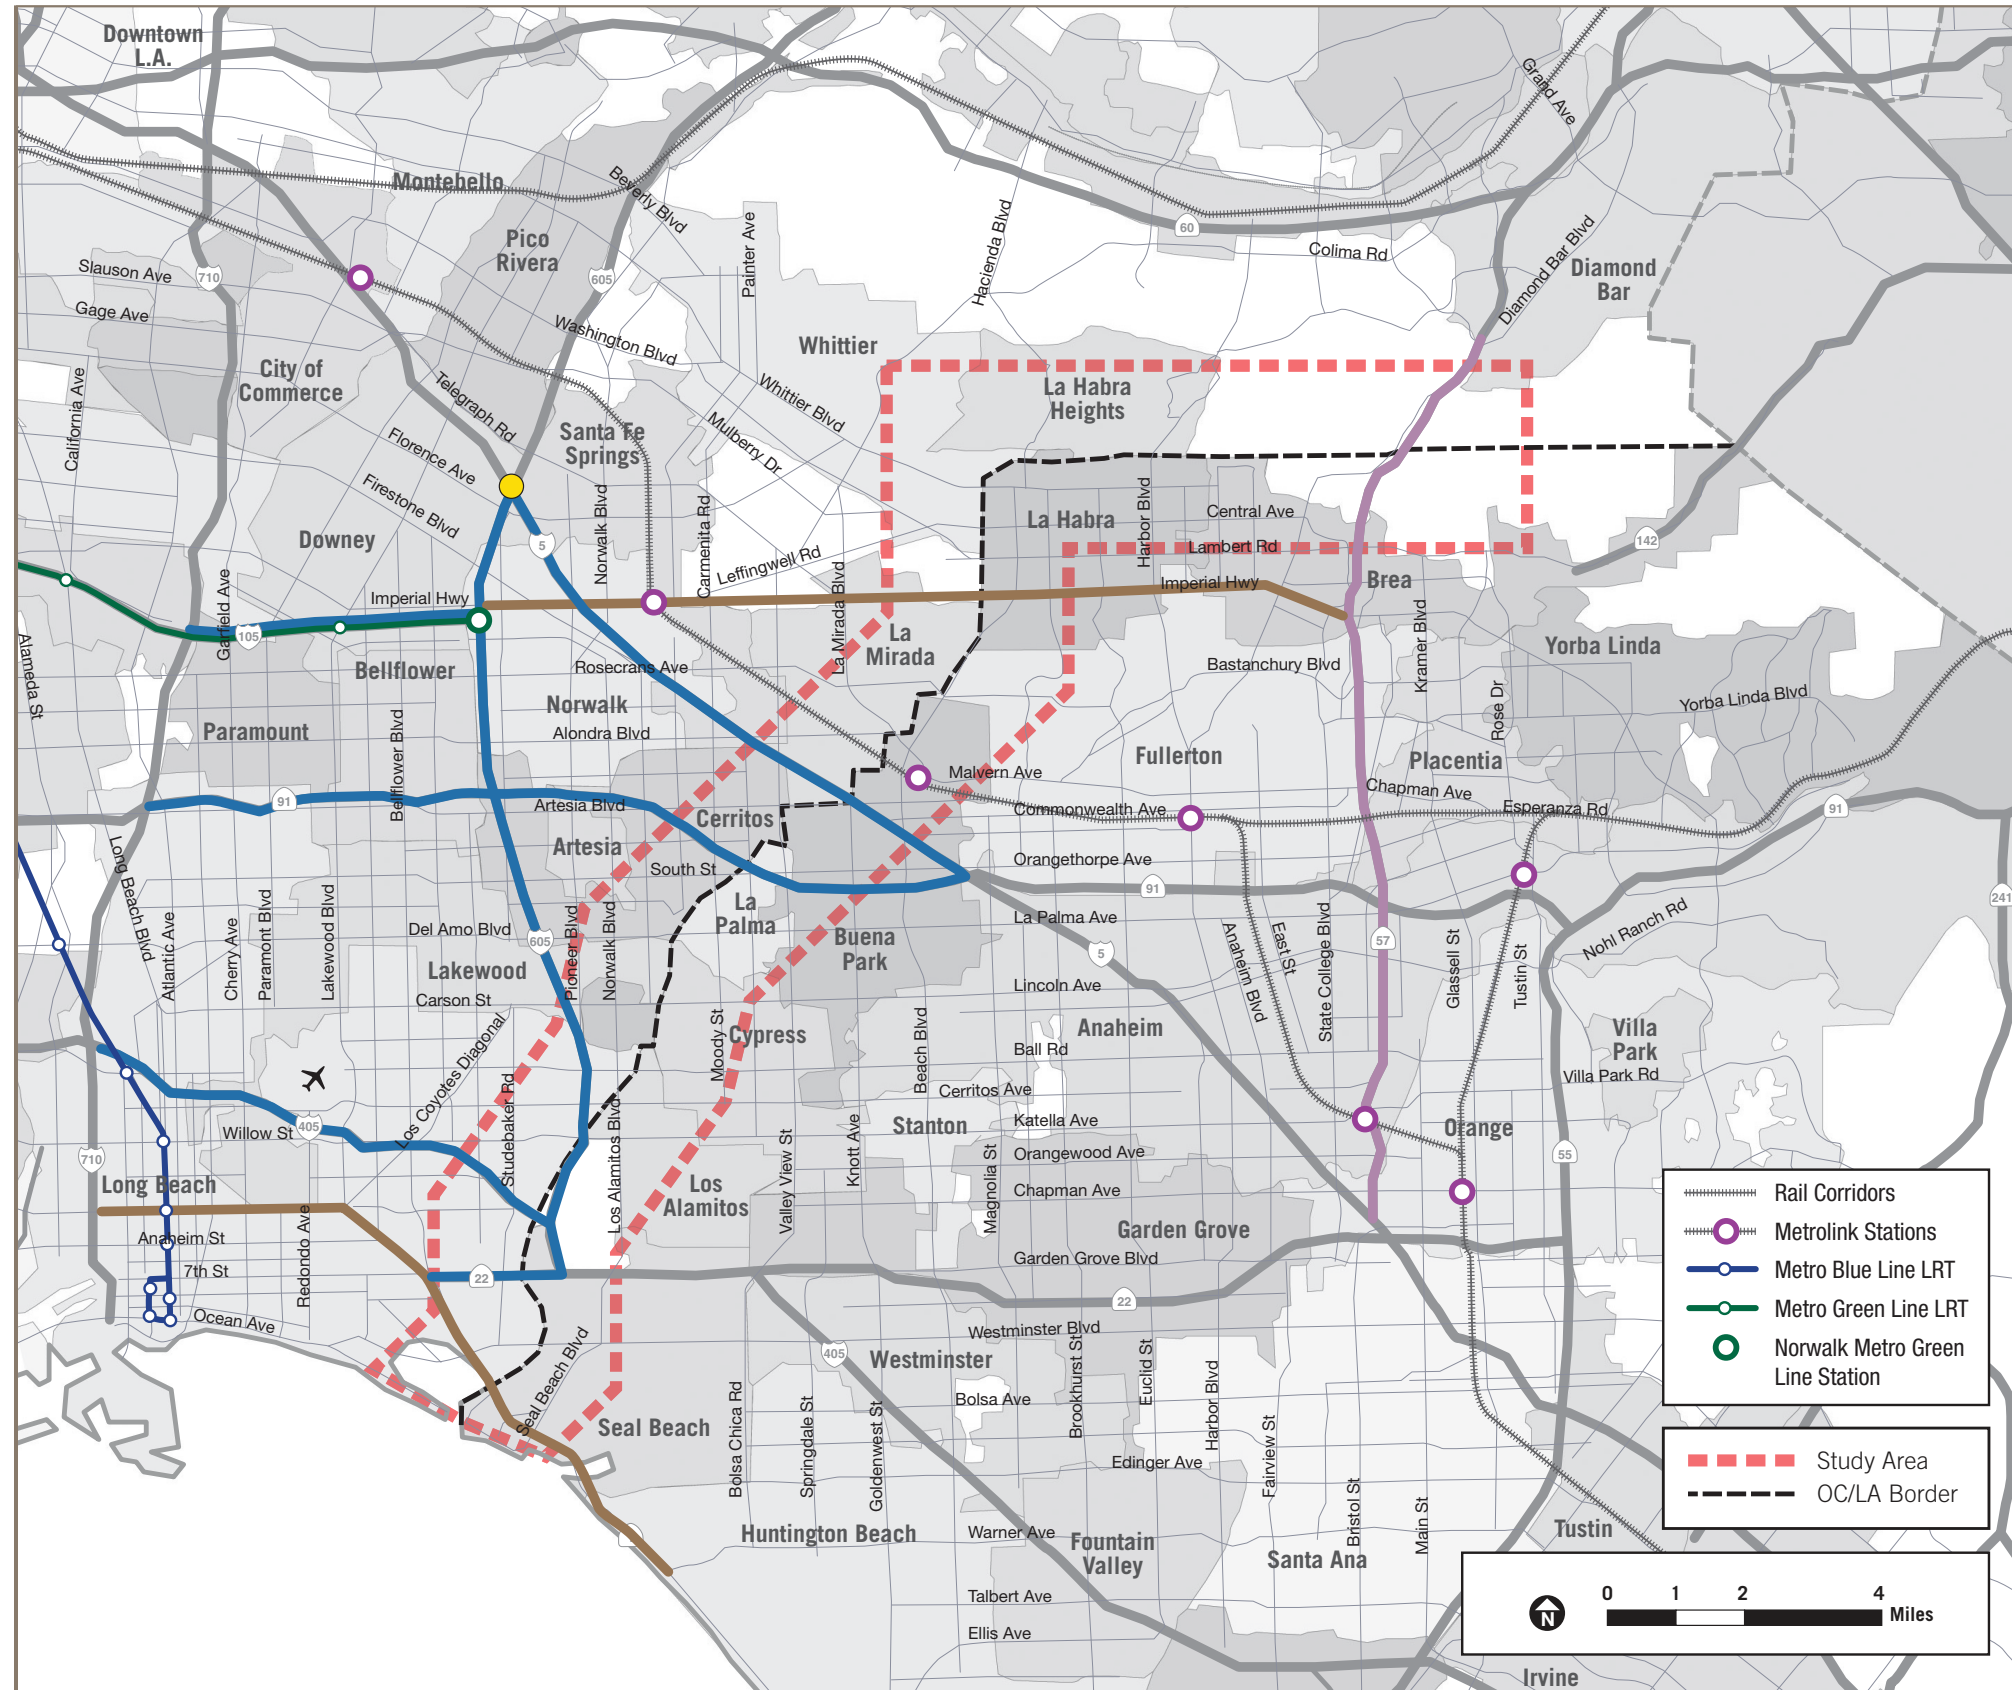 Downtown
L.A.
Montebello
Beverly Blvd
Grand Ave
Pico
Rivera
Painter Ave
Hacienda Blvd
60
Colima Rd
Diamond Bar Blvd
Diamond
Bar
Slauson Ave
710
605
Gage Ave
Washington Blvd
Whittier
City of
Commerce
California Ave
Telegraph Rd
Whittier Blvd
La Habra
Heights
Florence Ave
Santa Fe
Springs
Mulberry Dr
Firestone Blvd
Norwalk Blvd
Carmenita Rd
La Habra
Harbor Blvd
Central Ave
Downey
5
Leffingwell Rd
Lambert Rd
142
Imperial Hwy
La Mirada Blvd
Imperial Hwy
Brea
Garfield Ave
105
Alameda St
La
Mirada
Kramer Blvd
Yorba Linda
Bellflower
Rosecrans Ave
Bastanchury Blvd
Rose Dr
Yorba Linda Blvd
Paramount
Bellflower Blvd
Norwalk
Alondra Blvd
Fullerton
Placentia
Malvern Ave
Chapman Ave
91
Artesia Blvd
Cerritos
Commonwealth Ave
Esperanza Rd
91
Long Beach Blvd
Artesia
South St
Orangethorpe Ave
91
241
Atlantic Ave
Cherry Ave
Paramont Blvd
Lakewood Blvd
Del Amo Blvd
605
Pioneer Blvd
Norwalk Blvd
La
Palma
La Palma Ave
Buena
Park
5
Anaheim Blvd
East St
State College Blvd
57
Glassell St
Tustin St
Nohl Ranch Rd
Lakewood
Carson St
Lincoln Ave
Los Coyotes Diagonal
Moody St
Cypress
Beach Blvd
Anaheim
Ball Rd
Villa
Park
Villa Park Rd
Studebaker Rd
Los Alamitos Blvd
Cerritos Ave
Willow St
405
Stanton
Katella Ave
Orange
710
Valley View St
Knott Ave
Magnolia St
Orangewood Ave
55
Long Beach
Los
Alamitos
Chapman Ave
Redondo Ave
Anaheim St
Garden Grove
7th St
22
Garden Grove Blvd
22
Ocean Ave
Seal Beach Blvd
405
Westminster Blvd
Westminster
Brookhurst St
Euclid St
Harbor Blvd
Bolsa Ave
Bolsa Chica Rd
Springdale St
Goldenwest St
Seal Beach
Fairview St
Edinger Ave
Bristol St
Main St
Huntington Beach
Warner Ave
Fountain
Valley
Santa Ana
Tustin
Talbert Ave
Ellis Ave
Irvine
Rail Corridors
Metrolink Stations
Metro Blue Line LRT
Metro Green Line LRT
Norwalk Metro Green
Line Station
Study Area
OC/LA Border
N
0 1 2 4
Miles